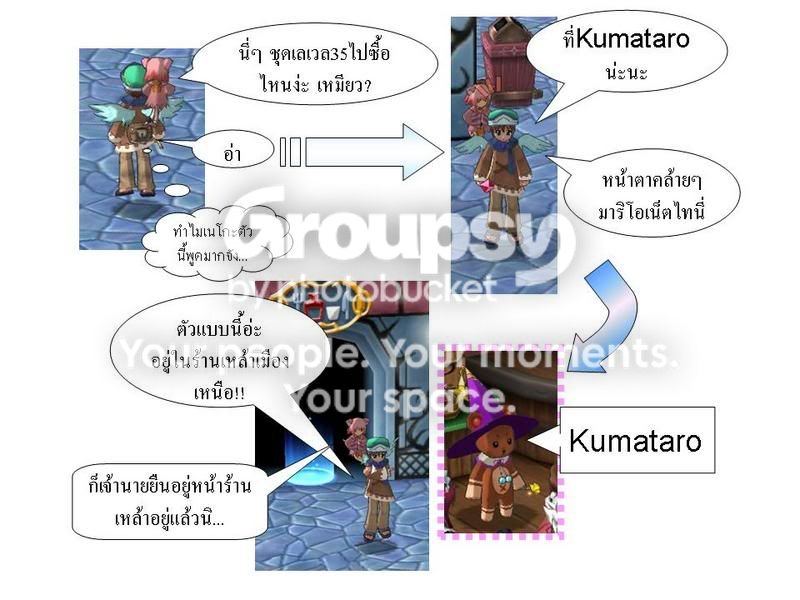 นี่ๆ ชุดเลเวล35ไปซื้อ
ไหนง่ะ เหมียว?
อ่า
ทำไมเนโกะตัว
นี้พูดมากจัง...
ที่Kumataro
น่ะนะ
หน้าตาคล้ายๆ
มาริโอเน็ตไทนี่
Groupsy
by photobucket
Your people. Your moments.
Your space.
ตัวแบบนี้อ่ะ
อยู่ในร้านเหล้าเมือง
เหนือ!!
Kumataro
ก็เจ้านายยืนอยู่หน้าร้าน
เหล้าอยู่แล้วนิ...